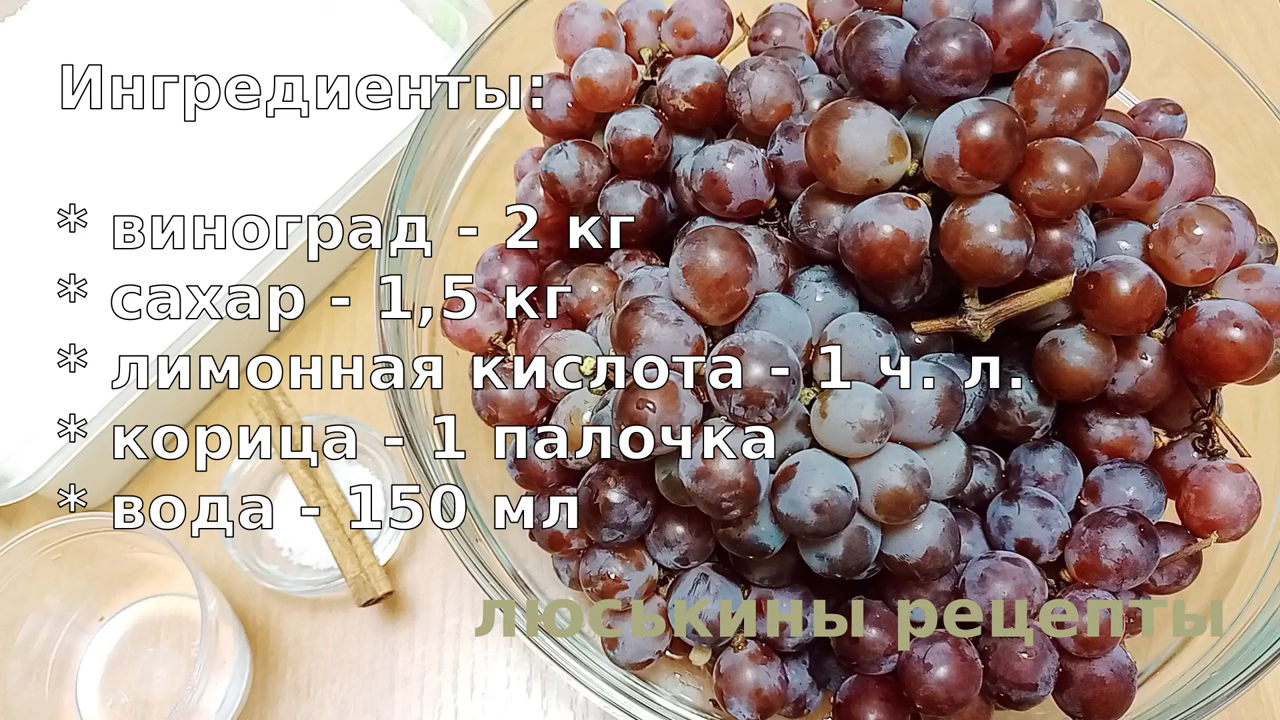 Ингредиенты:
* виноград - 2 кг
* сахар - 1,5 кг
* лимонная кислота - 1 ч. л.
* корица - 1 палочка
* вода - 150 мл
люськины рецепты